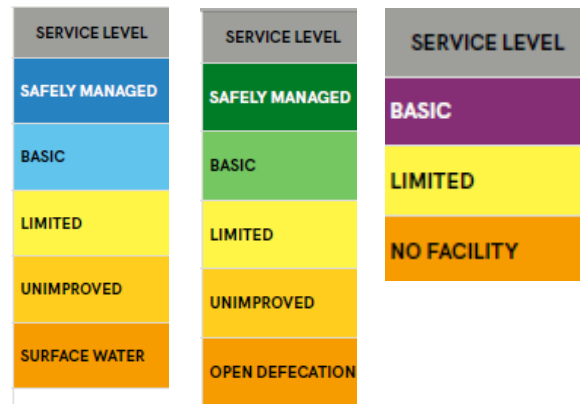 SERVICE LEVEL
SAFELY MANAGED
BASIC
LIMITED
UNIMPROVED
SURFACE WATER
SERVICE LEVEL
SAFELY MANAGED
BASIC
LIMITED
UNIMPROVED
OPEN DEFECATION
SERVICE LEVEL
BASIC
LIMITED
NO FACILITY